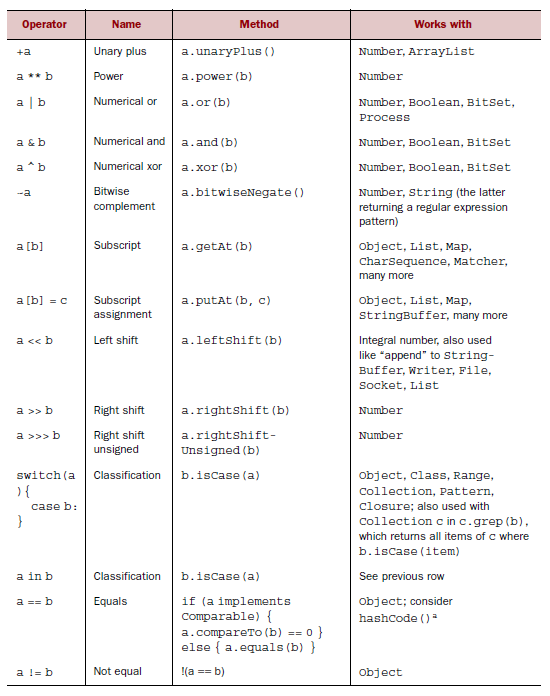 Operator Name Method Works with
+a Unary plus a.unaryPlus() Number, ArrayList
a ** b Power a.power(b) Number
a | b Numerical or a.or(b) Number, Boolean, BitSet,
Process
a & b Numerical and a.and(b) Number, Boolean, BitSet
a ^ b Numerical xor a.xor(b) Number, Boolean, BitSet
~a Bitwise a.bitwiseNegate() Number, String (the latter
complement returning a regular expression
pattern)
a[b] Subscript a.getAt(b) Object, List, Map,
CharSequence, Matcher,
many more
a[b] = c Subscript a.putAt(b, c) Object, List, Map,
assignment StringBuffer, many more
a << b Left shift a.leftShift(b) Integral number, also used
like “append” to String-
Buffer, Writer, File,
Socket, List
a >> b Right shift a.rightShift(b) Number
a >>> b Right shift a.rightShift- Number
unsigned Unsigned(b)
switch(a Classification b.isCase(a) Object, Class, Range,
){ Collection, Pattern,
case b: Closure; also used with
} Collection c in c.grep(b),
which returns all items of c where
b.isCase(item)
a in b Classification b.isCase(a) See previous row
a == b Equals if (a implements Object; consider
Comparable) { hashCode()a
a.compareTo(b) == 0 }
else { a.equals(b) }
a != b Not equal !(a == b) Object